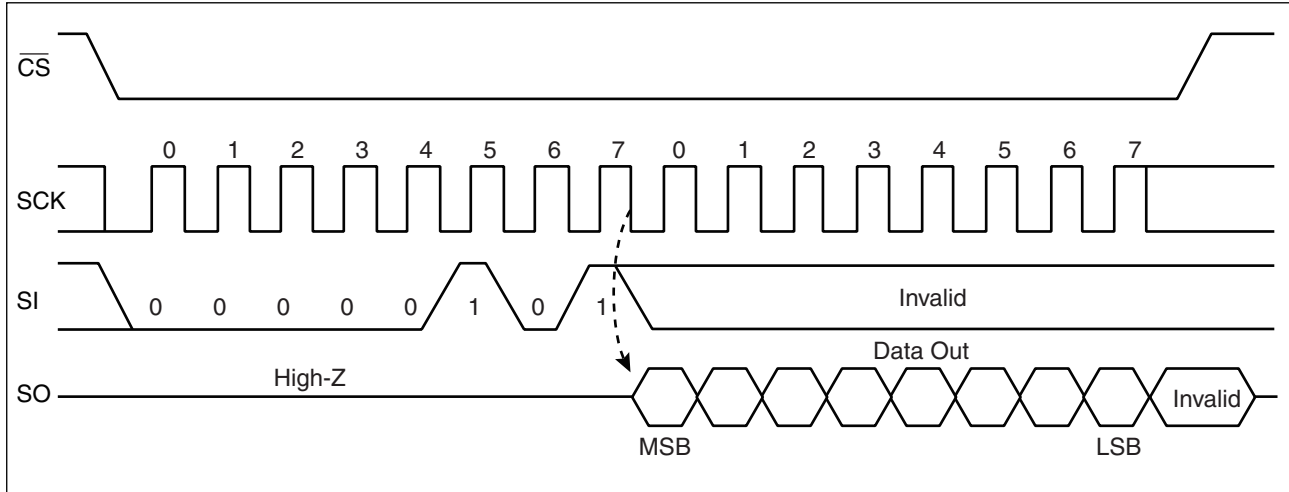 CS
0 1 2 3 4 5 6 7 0 1 2 3 4 5 6 7
SCK
SI
0 0 0 0 0 1 0 1
Invalid
Data Out
High-Z
SO
Invalid
MSB
LSB